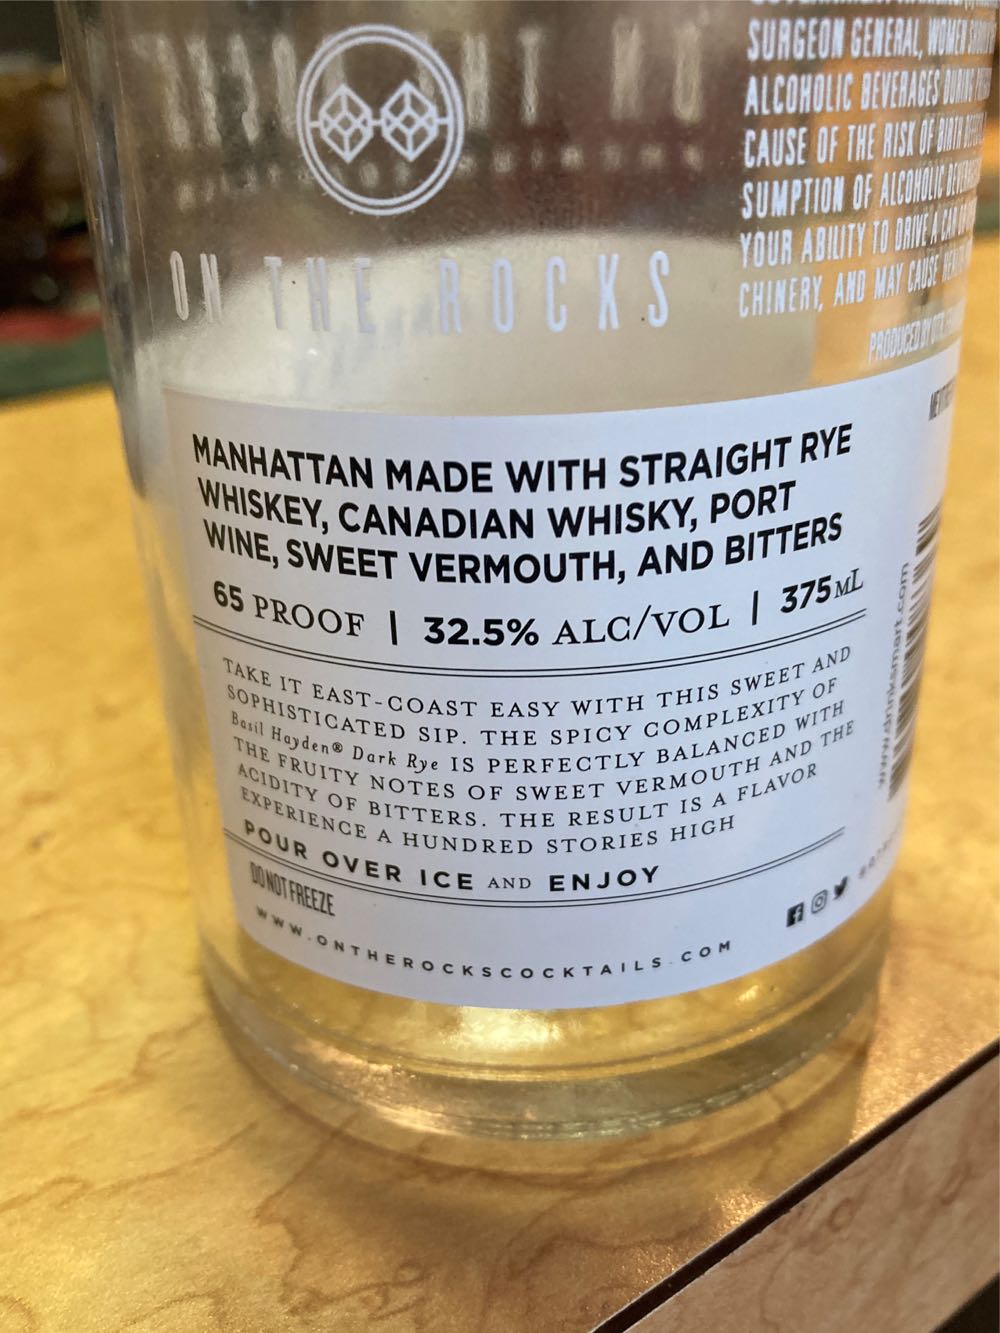 ON THE ROCKS
SURGEON GENERAL, WOMEN
ALCOHOLIC BEVERAGES DURING
CAUSE OF THE RISK OF BIRTH
SUMPTION OF ALCOHOLIC
YOUR ABILITY TO DRIVE A CAR
CHINERY, AND MAY CAUSE
PRODUCED BY
MANHATTAN MADE WITH STRAIGHT RYE
WHISKEY, CANADIAN WHISKY, PORT
WINE, SWEET VERMOUTH, AND BITTERS
65 PROOF | 32.5% ALC/VOL | 375 ML
TAKE IT EAST-COAST EASY WITH THIS SWEET AND
SOPHISTICATED SIP. THE SPICY COMPLEXITY OF
Basil Hayden® Dark Rye IS PERFECTLY BALANCED WITH
THE FRUITY NOTES OF SWEET VERMOUTH AND THE
ACIDITY OF BITTERS. THE RESULT IS A FLAVOR
EXPERIENCE A HUNDRED STORIES HIGH
POUR OVER ICE AND ENJOY
DO NOT FREEZE
WWW.ONTHEROCKSCOCKTAILS.COM
www.drinksmart.com